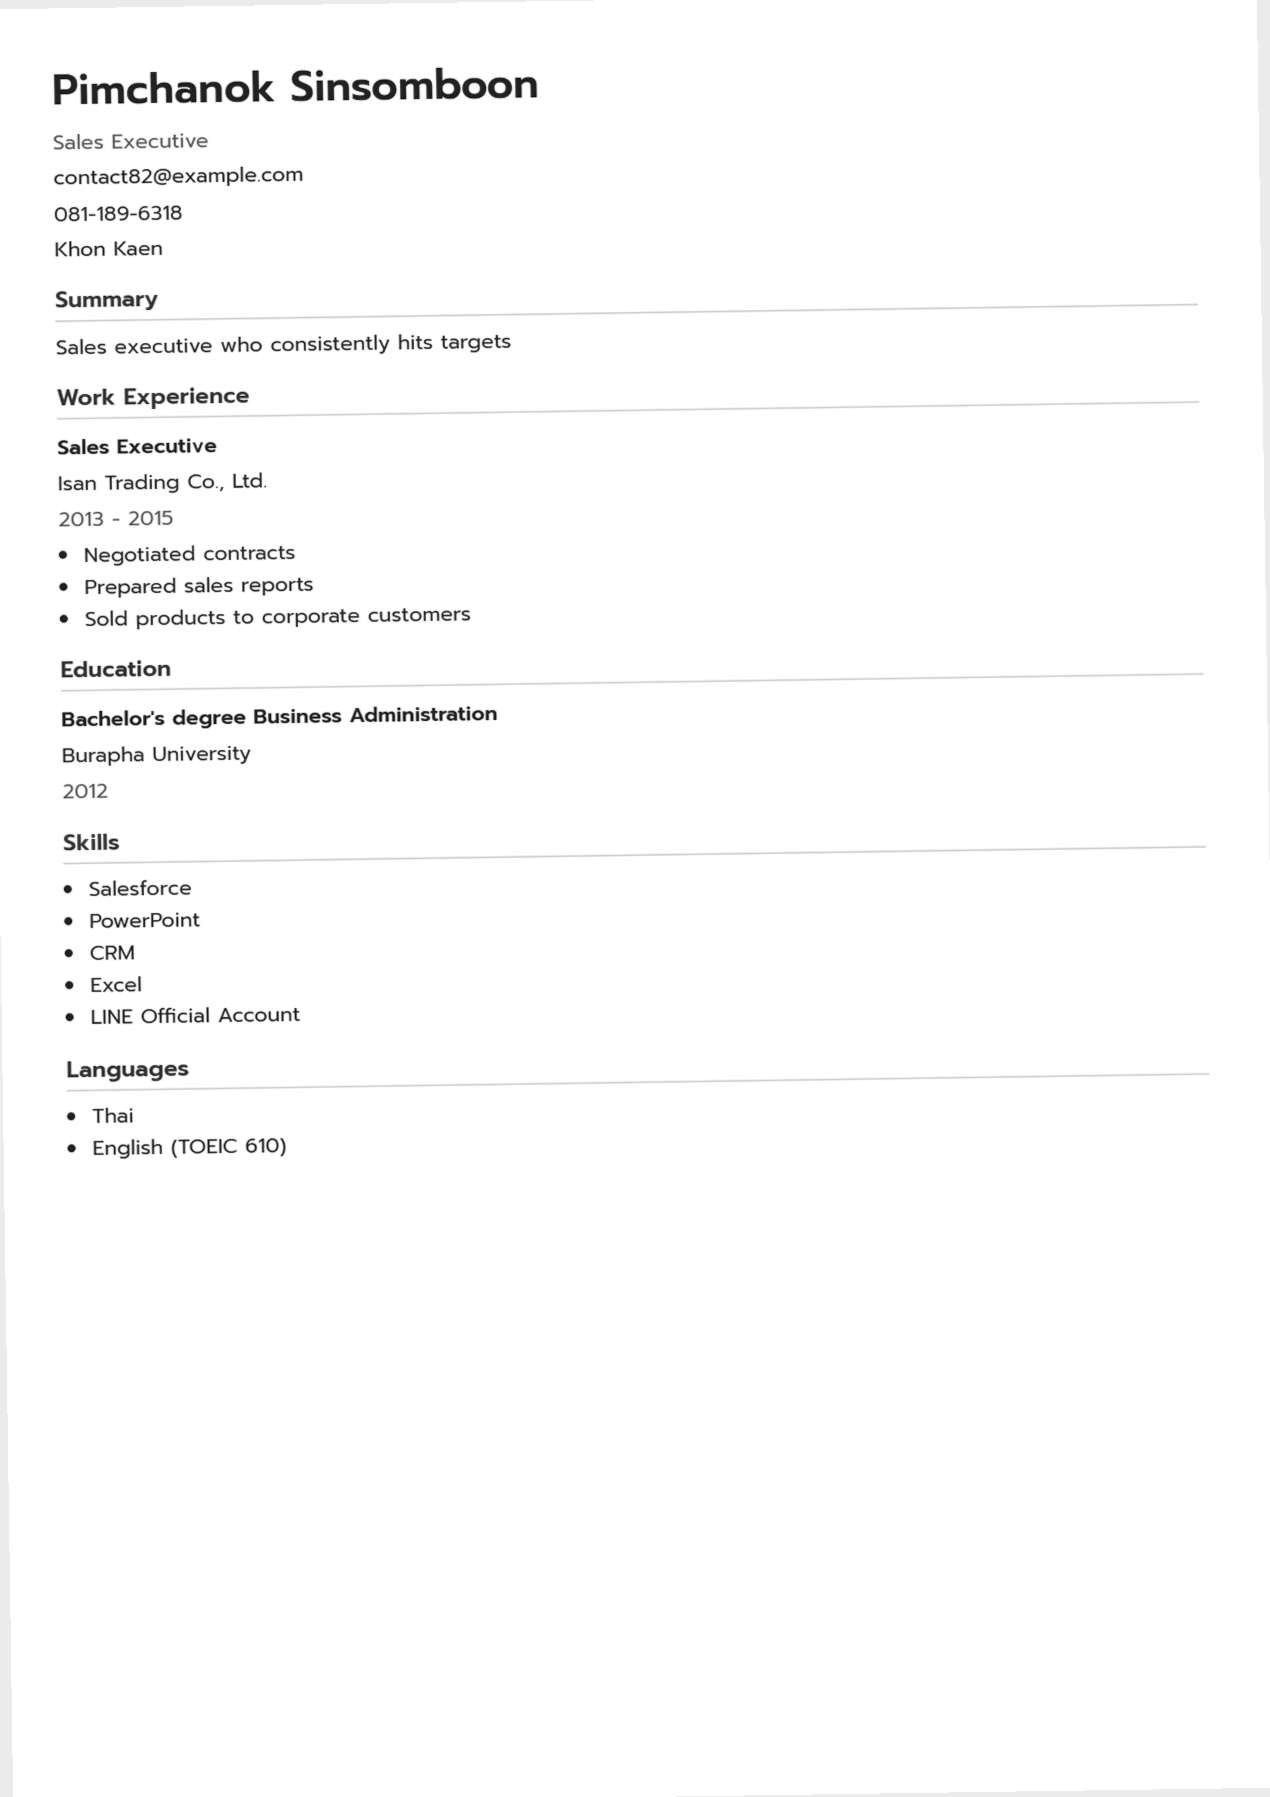 Pimchanok Sinsomboon
Sales Executive
contact82@example.com
081-189-6318
Khon Kaen
Summary
Sales executive who consistently hits targets
Work Experience
Sales Executive
Isan Trading Co., Ltd.
2013 - 2015
• Negotiated contracts
• Prepared sales reports
• Sold products to corporate customers
Education
Bachelor's degree Business Administration
Burapha University
2012
Skills
• Salesforce
• PowerPoint
• CRM
• Excel
• LINE Official Account
Languages
• Thai
• English (TOEIC 610)